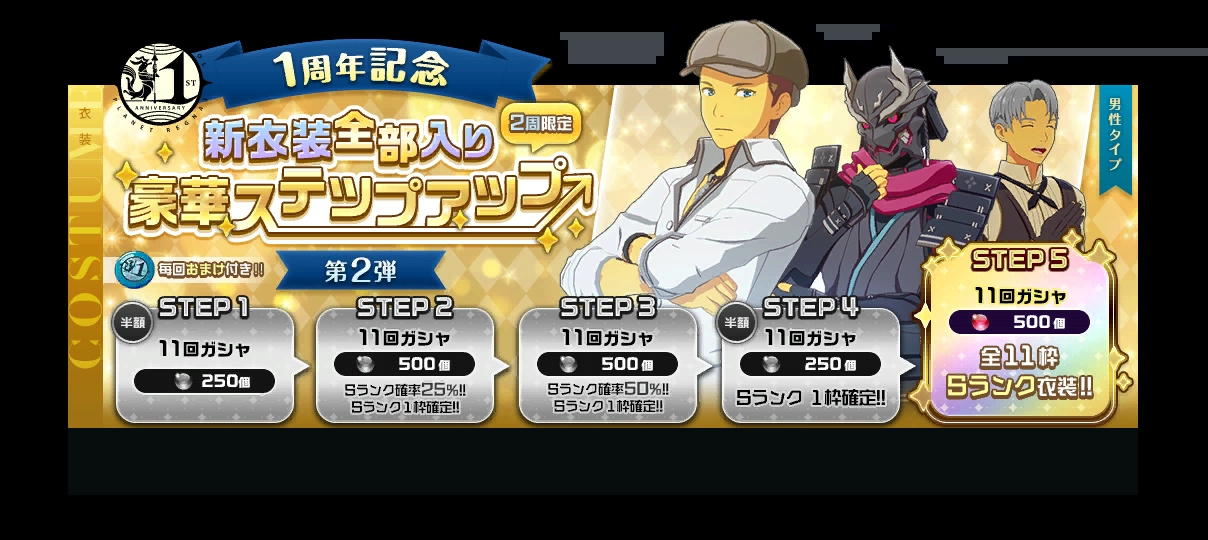 1ST
ANNIVERSARY
PLANET REGNA
1周年記念
新衣装全部入り
2周限定
豪華ステップアップ
毎回おまけ付き!!
第2弾
衣装
COSTUM
男性タイプ
STEP 1
半額
11回ガシャ
250個
STEP 2
11回ガシャ
500個
Sランク確率25%!!
Sランク1枠確定!!
STEP 3
11回ガシャ
500個
Sランク確率50%!!
Sランク1枠確定!!
STEP 4
半額
11回ガシャ
250個
Sランク 1枠確定!!
STEP 5
11回ガシャ
500個
全11枠
Sランク衣装!!